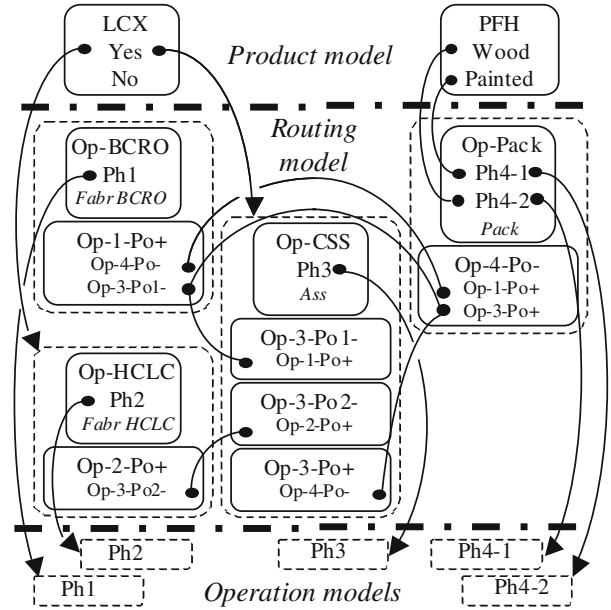 LCX
Yes
No
Product model
PFH
Wood
Painted
Routing
model
Op-BCRO
Ph1
Fabr BCRO
Op-1-Po+
Op-4-Po-
Op-3-Po1-
Op-CSS
Ph3
Ass
Op-3-Po1-
Op-1-Po+
Op-3-Po2-
Op-2-Po+
Op-3-Po+
Op-4-Po-
Op-Pack
Ph4-1
Ph4-2
Pack
Op-4-Po-
Op-1-Po+
Op-3-Po+
Op-HCLC
Ph2
Fabr HCLC
Op-2-Po+
Op-3-Po2-
Ph2
Ph3
Ph4-1
Ph1
Operation models
Ph4-2